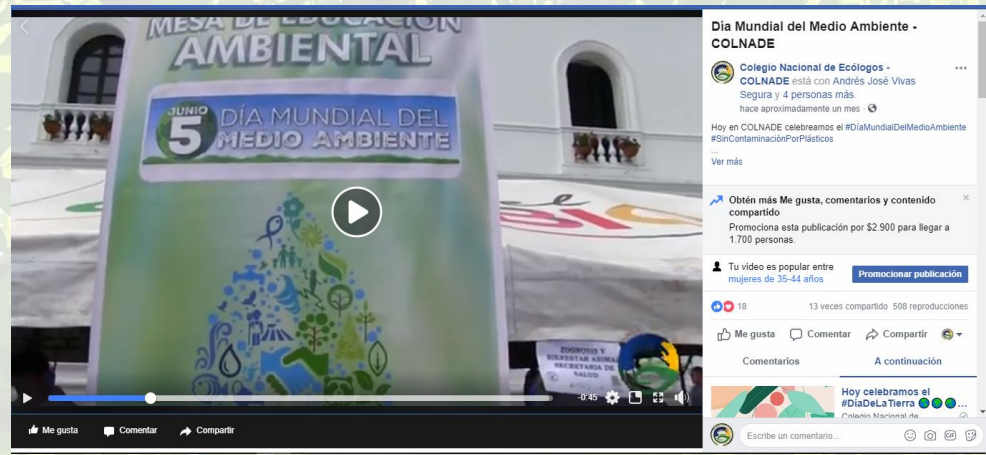 MESA DE EDUCACIÓN
AMBIENTAL
JUNIO
5
DÍA MUNDIAL DEL
MEDIO AMBIENTE
ZOONOSIS Y
BIENESTAR ANIMAL
SECRETARIA DE
SALUD
-0:45
Me gusta Comentar Compartir
Día Mundial del Medio Ambiente -
COLNADE
Colegio Nacional de Ecólogos -
COLNADE está con Andrés José Vivas
Segura y 4 personas más.
hace aproximadamente un mes ·
Hoy en COLNADE celebreamos el #DíaMundialDelMedioAmbiente
#SinContaminaciónPorPlásticos
...
Ver más
Obtén más Me gusta, comentarios y contenido
compartido
Promociona esta publicación por $2.900 para llegar a
1.700 personas.
Tu video es popular entre
mujeres de 35-44 años
Promocionar publicación
18 13 veces compartido 508 reproducciones
Me gusta Comentar Compartir
Comentarios A continuación
Hoy celebramos el
#DíaDeLaTierra ...
Colegio Nacional de
Escribe un comentario...
GIF